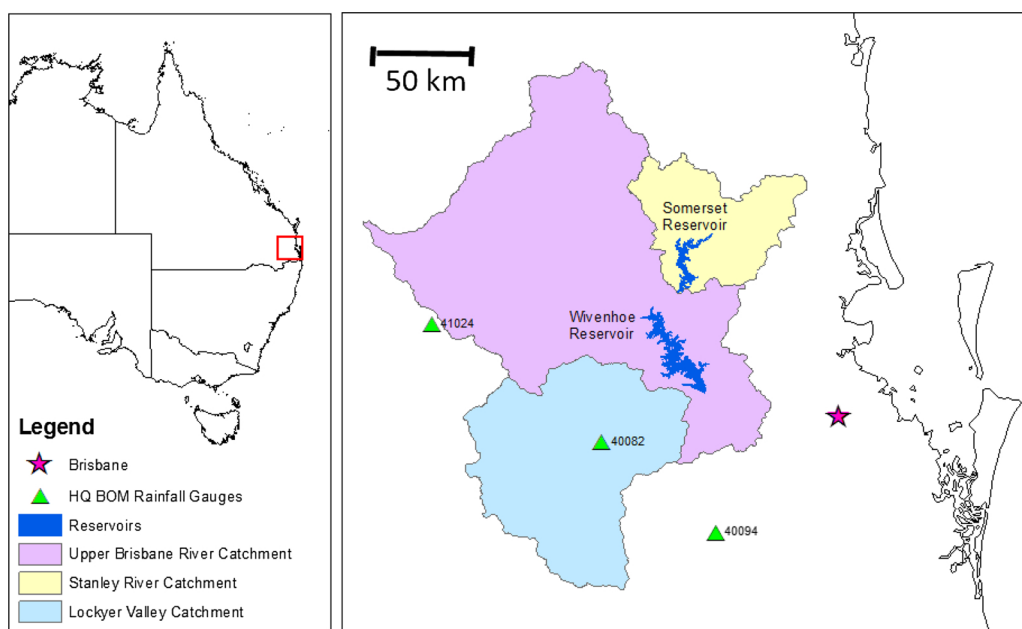 50 km
Somerset
Reservoir
Wivenhoe
Reservoir
41024
40082
40094
Legend
Brisbane
HQ BOM Rainfall Gauges
Reservoirs
Upper Brisbane River Catchment
Stanley River Catchment
Lockyer Valley Catchment